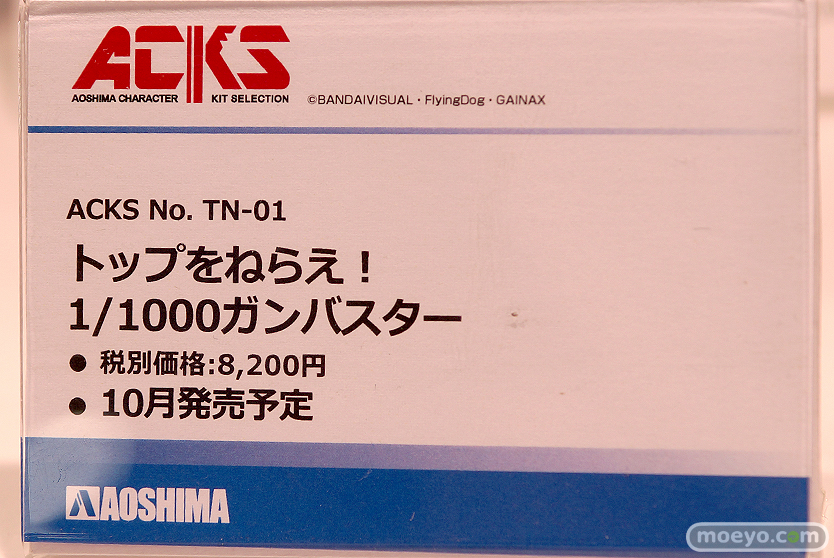 ACKS
AOSHIMA CHARACTER KIT SELECTION
©BANDAIVISUAL・FlyingDog・GAINAX
ACKS No. TN-01
トップをねらえ！
1/1000ガンバスター
● 税別価格:8,200円
● 10月発売予定
AOSHIMA
moeyo.com